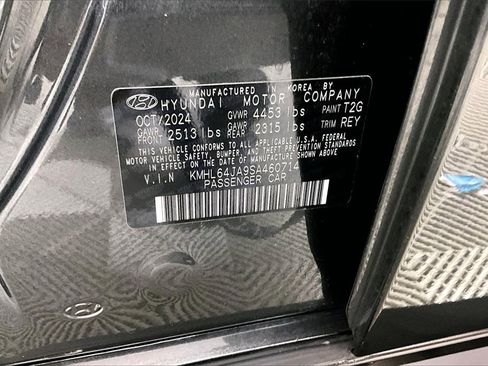 MANUFACTURED IN KOREA BY
HYUNDAI MOTOR COMPANY
OCT/2024 GVWR 4453 lbs PAINT T2G
GAWR FRONT 2513 lbs GAWR REAR 2315 lbs TRIM REY
THIS VEHICLE CONFORMS TO ALL APPLICABLE U.S.A. FEDERAL
MOTOR VEHICLE SAFETY, BUMPER, AND THEFT PREVENTION STANDARDS
IN EFFECT ON THE DATE OF MANUFACTURE SHOWN ABOVE.
V.I.N KMHL64JA9SA460714
PASSENGER CAR